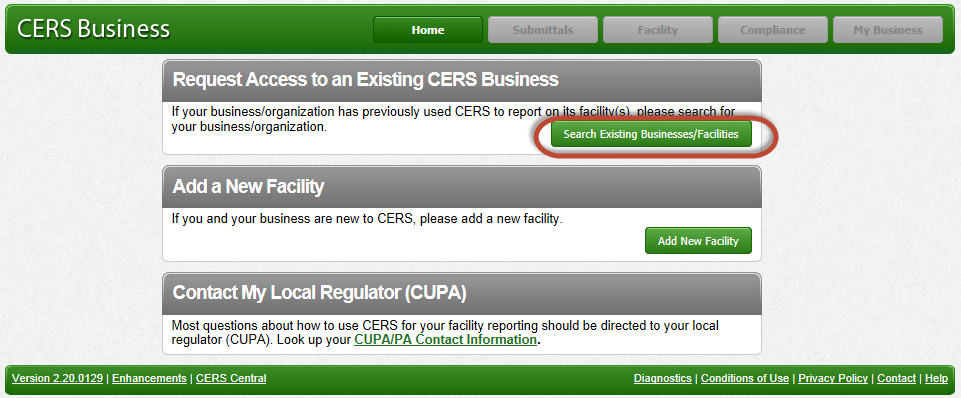 CERS Business
Home
Submittals
Facility
Compliance
My Business
Request Access to an Existing CERS Business
If your business/organization has previously used CERS to report on its facility(s), please search for
your business/organization.
Search Existing Businesses/Facilities
Add a New Facility
If you and your business are new to CERS, please add a new facility.
Add New Facility
Contact My Local Regulator (CUPA)
Most questions about how to use CERS for your facility reporting should be directed to your local
regulator (CUPA). Look up your CUPA/PA Contact Information.
Version 2.20.0129 | Enhancements | CERS Central
Diagnostics | Conditions of Use | Privacy Policy | Contact | Help